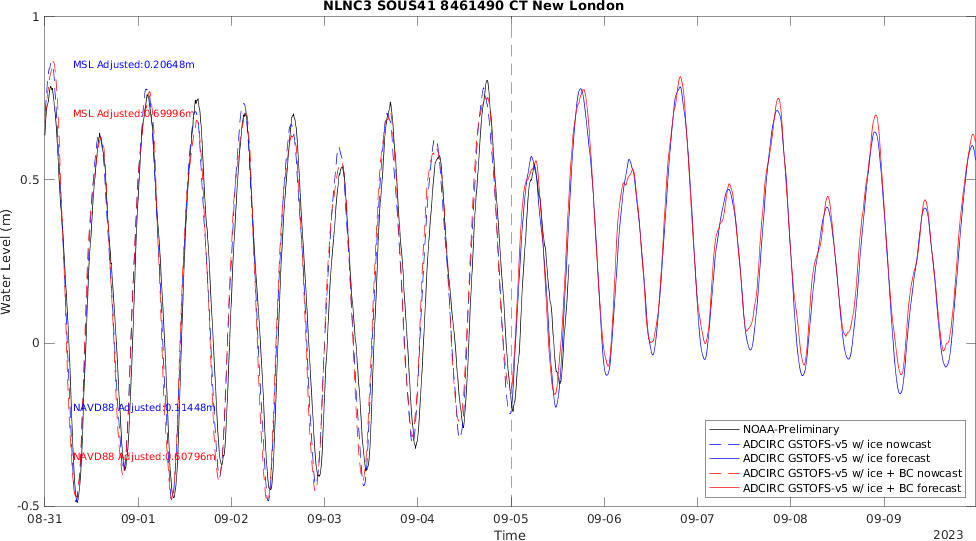 NLNC3 SOUS41 8461490 CT New London
1
MSL Adjusted:0.20648m
MSL Adjusted:0.69996m
0.5
Water Level (m)
0
NAVD88 Adjusted:0.11448m
NAVD88 Adjusted:0.60796m
NOAA-Preliminary
ADCIRC GSTOFS-v5 w/ ice nowcast
ADCIRC GSTOFS-v5 w/ ice forecast
ADCIRC GSTOFS-v5 w/ ice + BC nowcast
ADCIRC GSTOFS-v5 w/ ice + BC forecast
-0.5
08-31 09-01 09-02 09-03 09-04 09-05 09-06 09-07 09-08 09-09
Time
2023